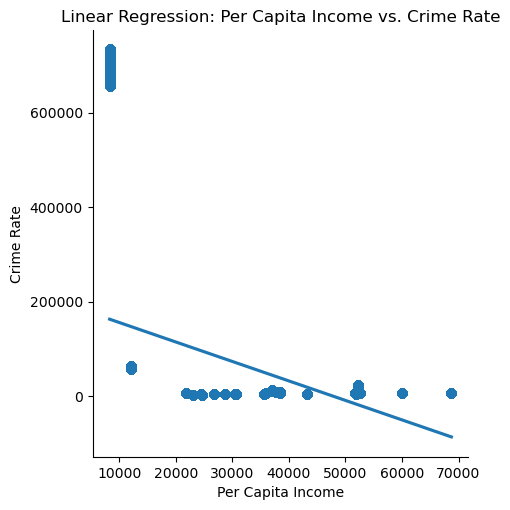 Linear Regression: Per Capita Income vs. Crime Rate
600000
400000
200000
0
Crime Rate
10000 20000 30000 40000 50000 60000 70000
Per Capita Income